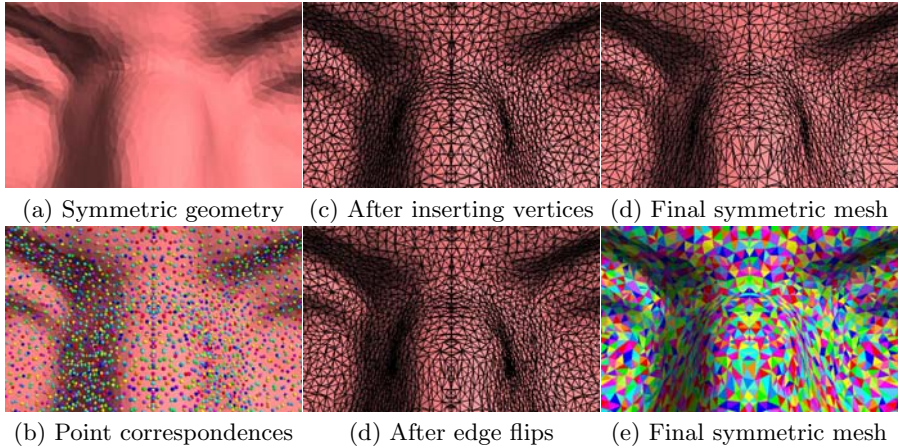 (a) Symmetric geometry
(c) After inserting vertices
(d) Final symmetric mesh
(b) Point correspondences
(d) After edge flips
(e) Final symmetric mesh